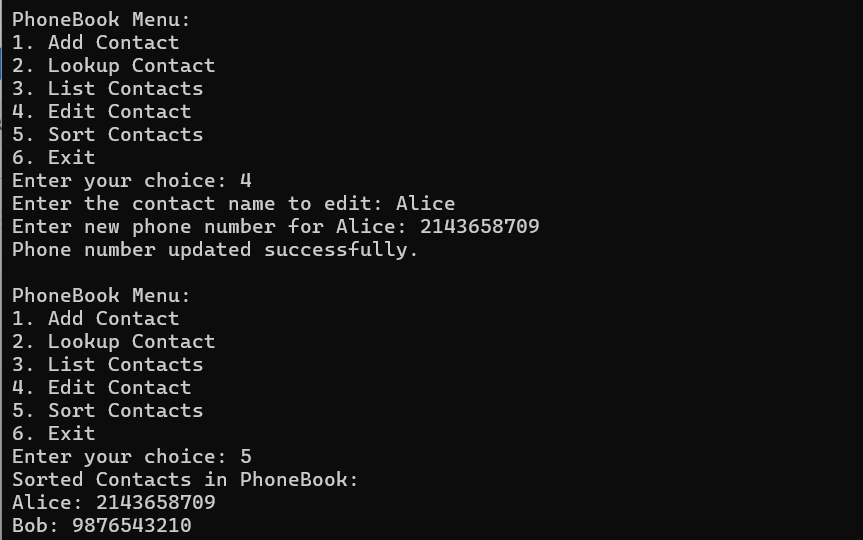 PhoneBook Menu:
1. Add Contact
2. Lookup Contact
3. List Contacts
4. Edit Contact
5. Sort Contacts
6. Exit
Enter your choice: 4
Enter the contact name to edit: Alice
Enter new phone number for Alice: 2143658709
Phone number updated successfully.

PhoneBook Menu:
1. Add Contact
2. Lookup Contact
3. List Contacts
4. Edit Contact
5. Sort Contacts
6. Exit
Enter your choice: 5
Sorted Contacts in PhoneBook:
Alice: 2143658709
Bob: 9876543210